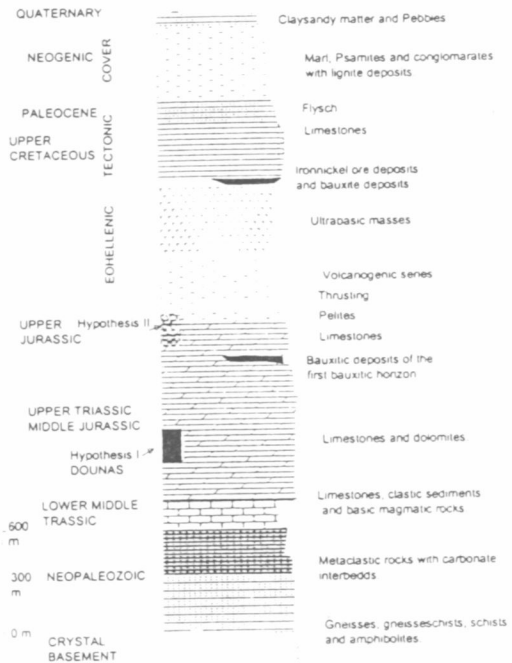 QUATERNARY
Claysandy matter and Pebbles
NEOGENIC
COVER
Marl, Psamites and conglomarates
with lignite deposits
PALEOCENE
Flysch
UPPER
CRETACEOUS
Limestones
EOHELLENIC TECTONIC
Ironnickel ore deposits
and bauxite deposits
Ultrabasic masses
Volcanogenic series
Thrusting
Pelites
UPPER Hypothesis II
JURASSIC
Limestones
Bauxitic deposits of the
first bauxitic horizon
UPPER TRIASSIC
MIDDLE JURASSIC
Limestones and dolomites
Hypothesis I
DOUNAS
LOWER MIDDLE
TRASSIC
Limestones, clastic sediments
and basic magmatic rocks
600
m
Metaclastic rocks with carbonate
interbedds
300
m
NEOPALEOZOIC
0 m
Gneisses, gneisseschists, schists
and amphibolites
CRYSTAL
BASEMENT